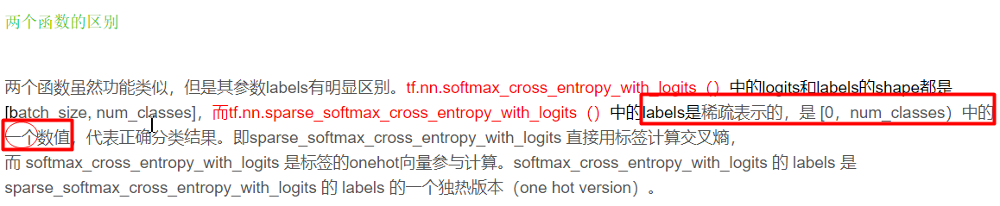 两个函数的区别
两个函数虽然功能类似，但是其参数labels有明显区别。tf.nn.softmax_cross_entropy_with_logits（）中的logits和labels的shape都是
[batch_size, num_classes]，而tf.nn.sparse_softmax_cross_entropy_with_logits（）中的labels是稀疏表示的，是 [0，num_classes）中的
一个数值，代表正确分类结果。即sparse_softmax_cross_entropy_with_logits 直接用标签计算交叉熵，
而 softmax_cross_entropy_with_logits 是标签的onehot向量参与计算。softmax_cross_entropy_with_logits 的 labels 是
sparse_softmax_cross_entropy_with_logits 的 labels 的一个独热版本（one hot version）。